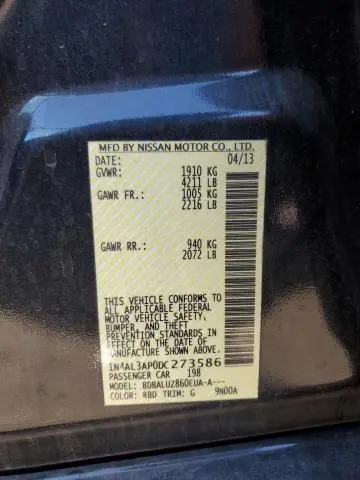 MFD BY NISSAN MOTOR CO., LTD.
DATE: 04/13
GVWR: 1910 KG
4211 LB
GAWR FR.: 1005 KG
2216 LB
GAWR RR.: 940 KG
2072 LB
THIS VEHICLE CONFORMS TO
ALL APPLICABLE FEDERAL
MOTOR VEHICLE SAFETY,
BUMPER, AND THEFT
PREVENTION STANDARDS
IN EFFECT ON THE DATE OF
MANUFACTURE SHOWN ABOVE.
1N4AL3AP0DC273586
PASSENGER CAR 198
MODEL: BDBALUZ860EUA-A---
COLOR: RBD TRIM: G 9N00A